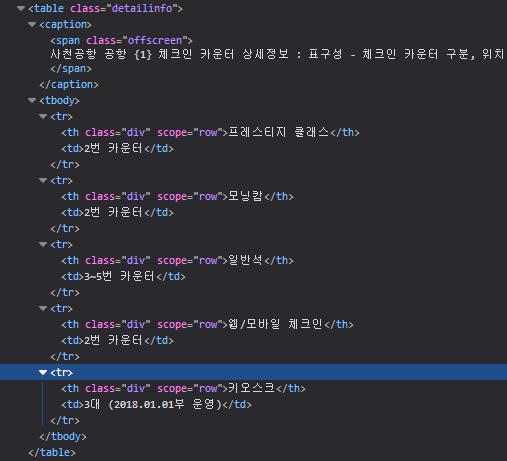 <table class="detailinfo">
<caption>
<span class="offscreen">
사천공항 공항 {1} 체크인 카운터 상세정보 : 표구성 - 체크인 카운터 구분, 위치
</span>
</caption>
<tbody>
<tr>
<th class="div" scope="row">프레스티지 클래스</th>
<td>2번 카운터</td>
</tr>
<tr>
<th class="div" scope="row">모닝캄</th>
<td>2번 카운터</td>
</tr>
<tr>
<th class="div" scope="row">일반석</th>
<td>3~5번 카운터</td>
</tr>
<tr>
<th class="div" scope="row">웹/모바일 체크인</th>
<td>2번 카운터</td>
</tr>
<tr>
<th class="div" scope="row">키오스크</th>
<td>3대 (2018.01.01부 운영)</td>
</tr>
</tbody>
</table>